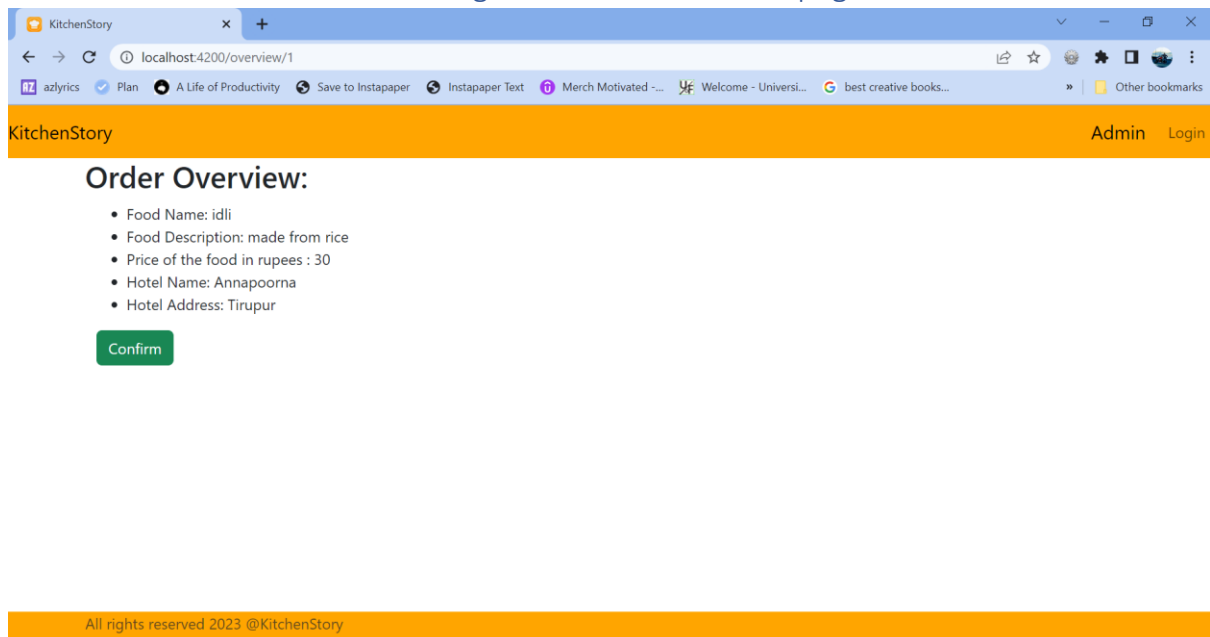 KitchenStory
localhost:4200/overview/1
azlyrics Plan A Life of Productivity Save to Instapaper Instapaper Text Merch Motivated -... Welcome - Universi... best creative books... » Other bookmarks
KitchenStory Admin Login
Order Overview:
• Food Name: idli
• Food Description: made from rice
• Price of the food in rupees : 30
• Hotel Name: Annapoorna
• Hotel Address: Tirupur
Confirm
All rights reserved 2023 @KitchenStory